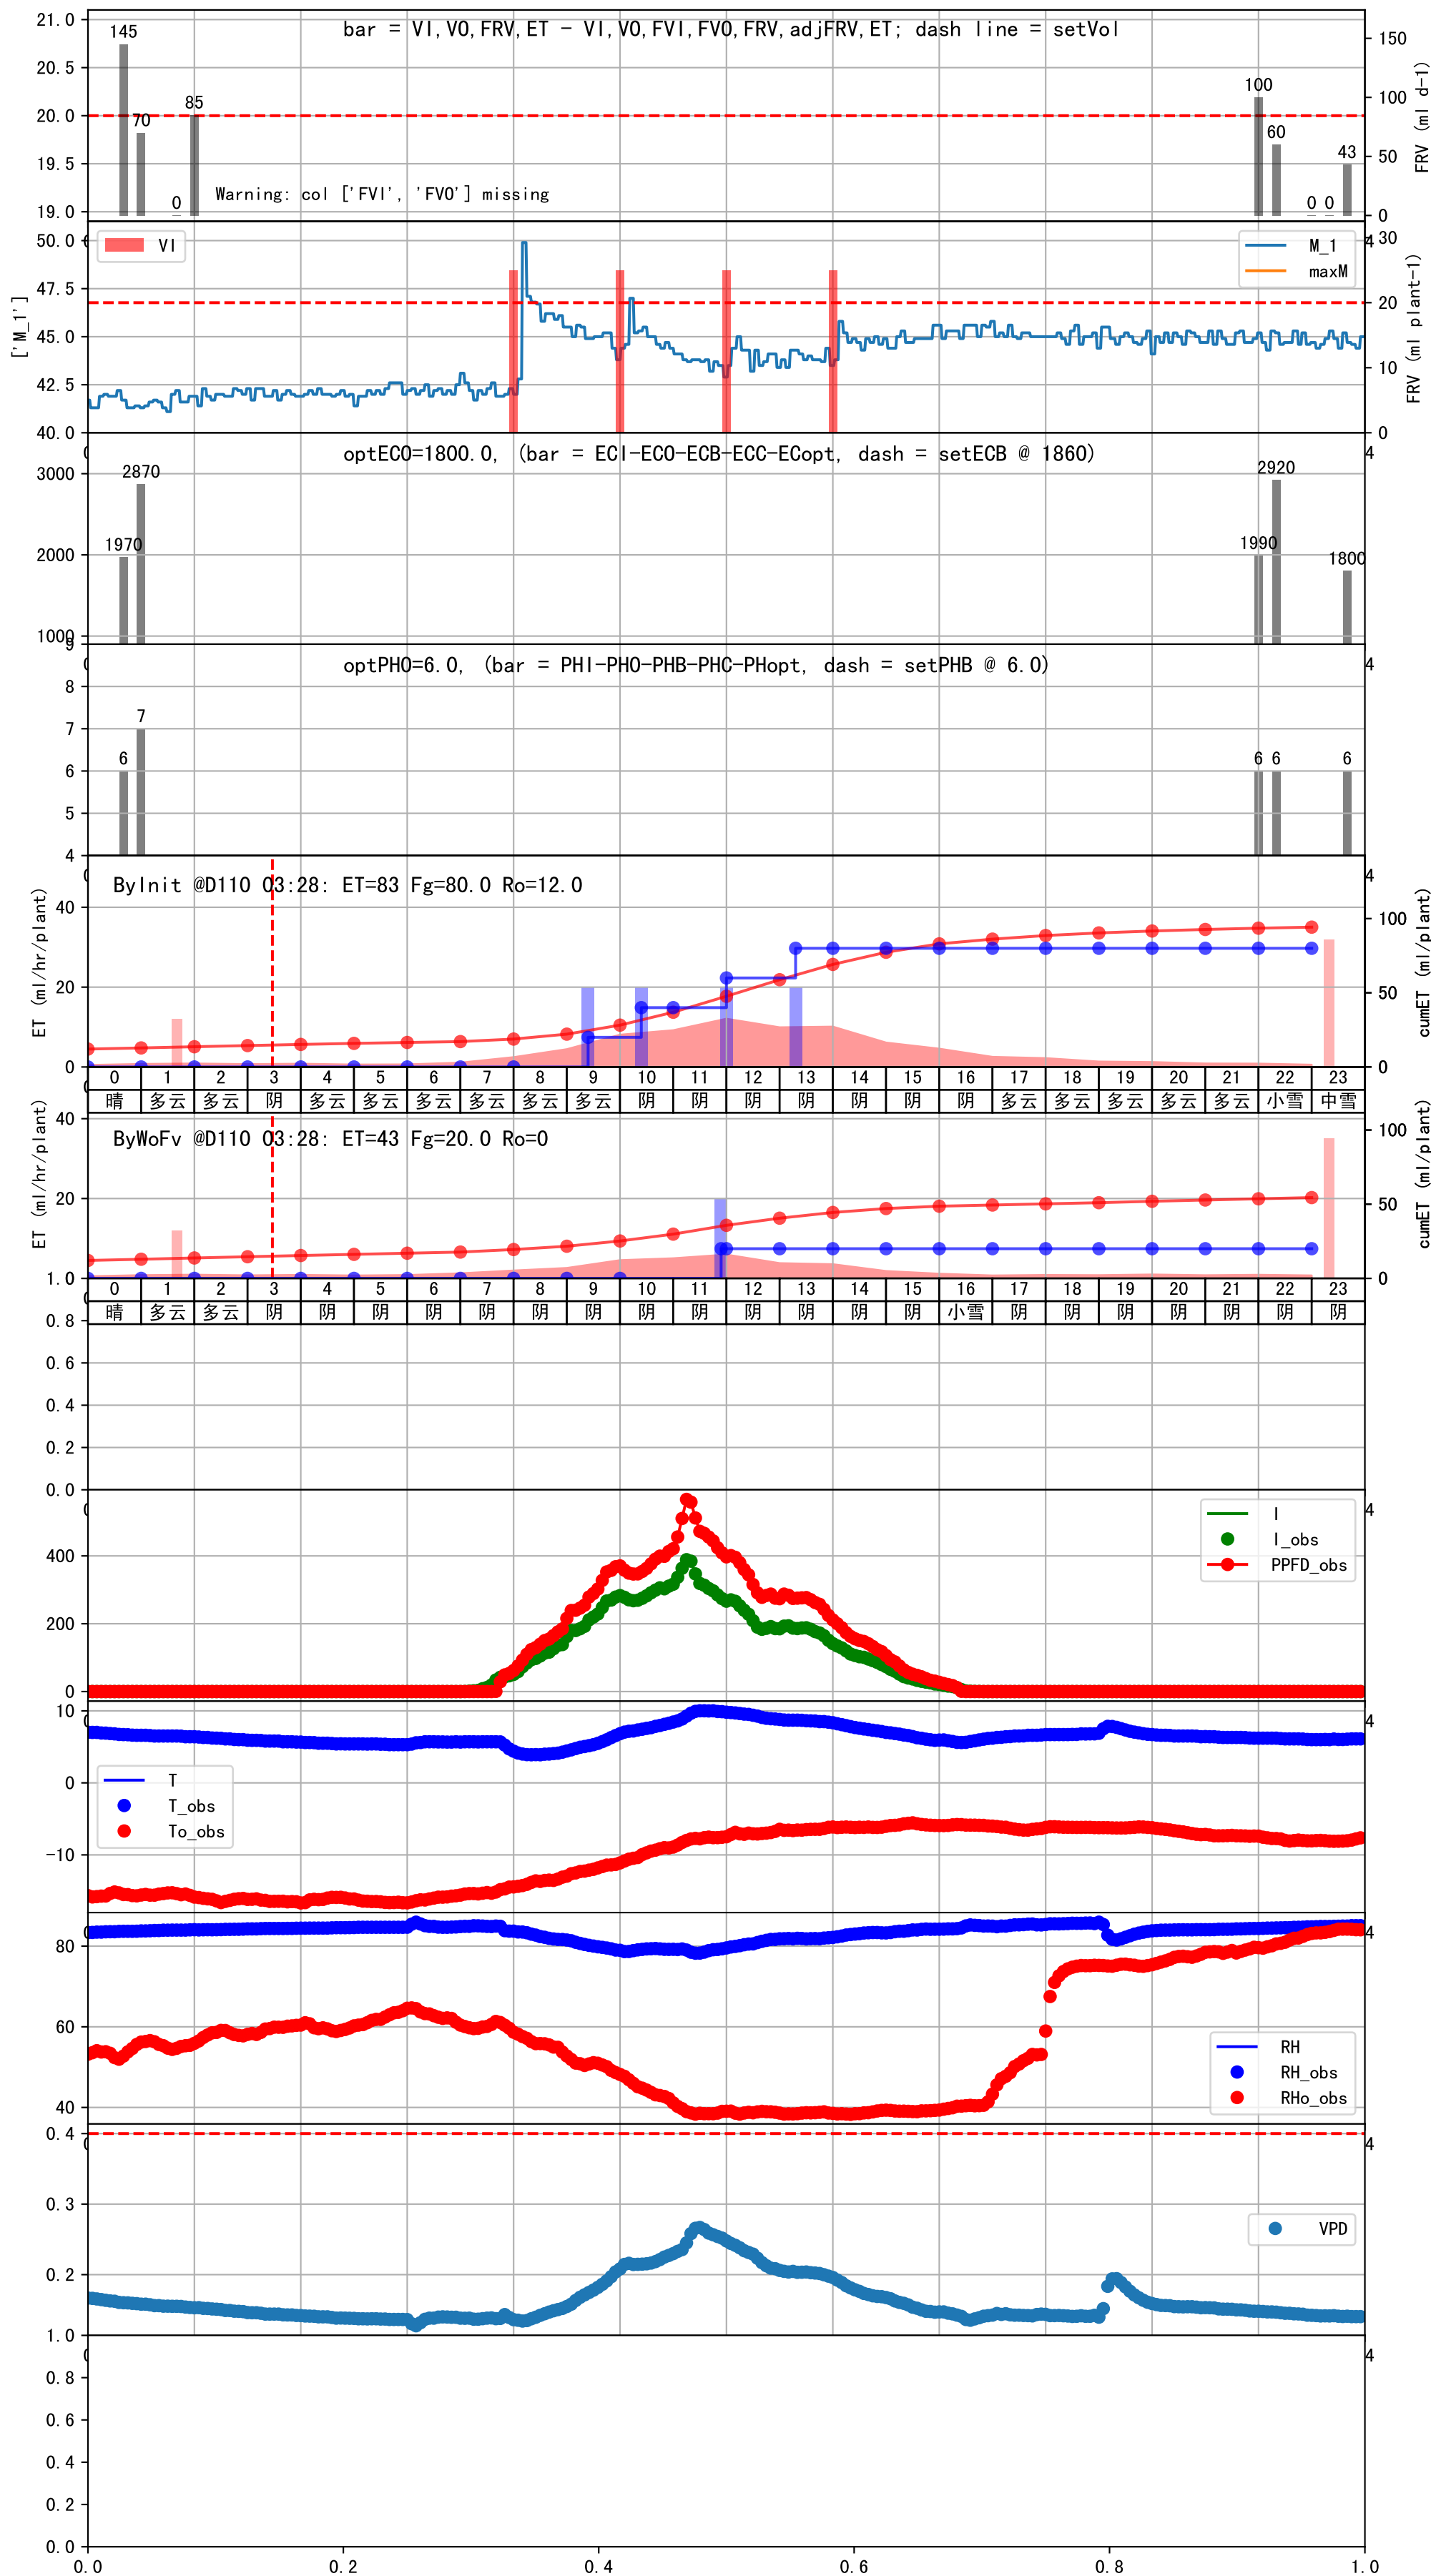 bar = VI,VO,FRV,ET - VI,VO,FVI,FVO,FRV,adjFRV,ET; dash line = setVol
21.0
20.5
20.0
19.5
19.0
145
70
0
85
100
60
0 0
43
150
100
50
0
FRV (ml d-1)
Warning: col ['FVI', 'FVO'] missing
50.0
47.5
45.0
42.5
40.0
['M_1']
VI
M_1
maxM
30
20
10
0
FRV (ml plant-1)
optECO=1800.0, (bar = ECI-ECO-ECB-ECC-ECopt, dash = setECB @ 1860)
3000
2000
1000
1970
2870
1990
2920
1800
optPHO=6.0, (bar = PHI-PHO-PHB-PHC-PHopt, dash = setPHB @ 6.0)
9
8
7
6
5
4
6
7
6 6
6
ByInit @D110 03:28: ET=83 Fg=80.0 Ro=12.0
ET (ml/hr/plant)
40
20
0
100
50
0
cumET (ml/plant)
0 1 2 3 4 5 6 7 8 9 10 11 12 13 14 15 16 17 18 19 20 21 22 23
晴 多云 多云 阴 多云 多云 多云 多云 多云 多云 阴 阴 阴 阴 阴 阴 阴 多云 多云 多云 多云 多云 小雪 中雪
ByWoFv @D110 03:28: ET=43 Fg=20.0 Ro=0
ET (ml/hr/plant)
40
20
100
50
0
cumET (ml/plant)
0 1 2 3 4 5 6 7 8 9 10 11 12 13 14 15 16 17 18 19 20 21 22 23
晴 多云 多云 阴 阴 阴 阴 阴 阴 阴 阴 阴 阴 阴 阴 阴 小雪 阴 阴 阴 阴 阴 阴 阴
1.0
0.8
0.6
0.4
0.2
0.0
400
200
0
I
I_obs
PPFD_obs
10
0
-10
T
T_obs
To_obs
80
60
40
RH
RH_obs
RHo_obs
0.4
0.3
0.2
VPD
1.0
0.8
0.6
0.4
0.2
0.0
0.0 0.2 0.4 0.6 0.8 1.0